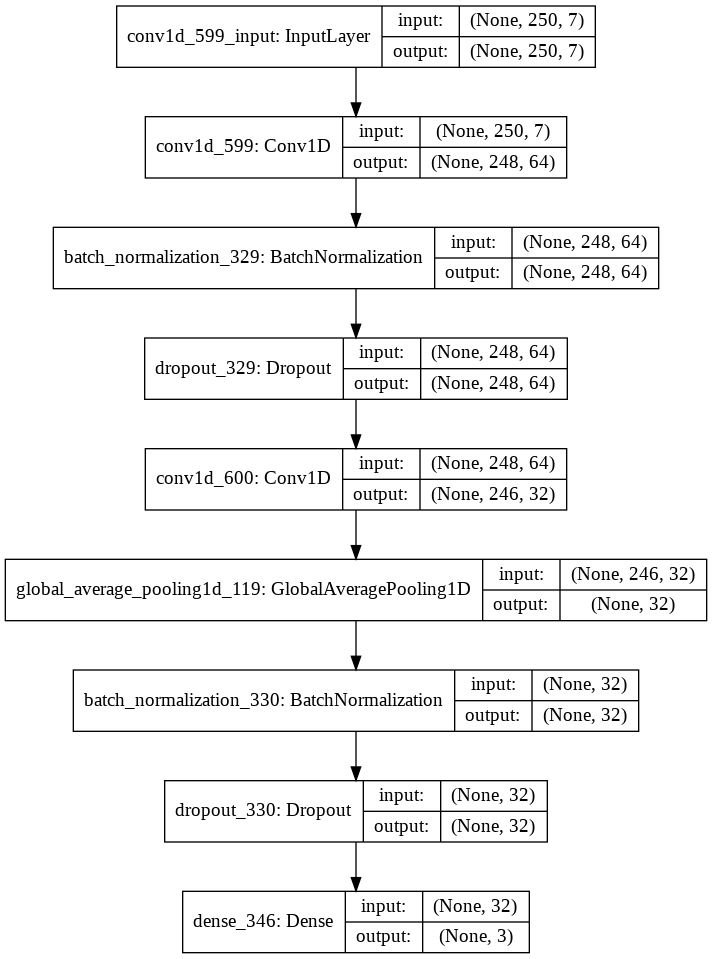 conv1d_599_input: InputLayer
input: (None, 250, 7)
output: (None, 250, 7)
conv1d_599: Conv1D
input: (None, 250, 7)
output: (None, 248, 64)
batch_normalization_329: BatchNormalization
input: (None, 248, 64)
output: (None, 248, 64)
dropout_329: Dropout
input: (None, 248, 64)
output: (None, 248, 64)
conv1d_600: Conv1D
input: (None, 248, 64)
output: (None, 246, 32)
global_average_pooling1d_119: GlobalAveragePooling1D
input: (None, 246, 32)
output: (None, 32)
batch_normalization_330: BatchNormalization
input: (None, 32)
output: (None, 32)
dropout_330: Dropout
input: (None, 32)
output: (None, 32)
dense_346: Dense
input: (None, 32)
output: (None, 3)